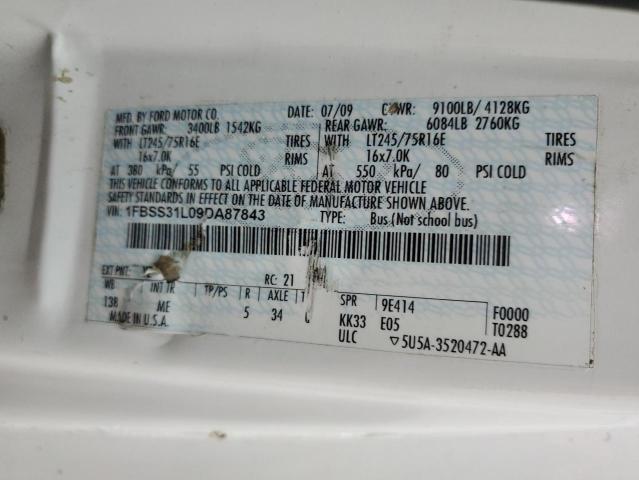 MFD. BY FORD MOTOR CO. DATE: 07/09 GVWR: 9100LB/ 4128KG
FRONT GAWR: 3400LB 1542KG REAR GAWR: 6084LB 2760KG
WITH LT245/75R16E TIRES WITH LT245/75R16E TIRES
16x7.0K RIMS 16x7.0K RIMS
AT 380 kPa/ 55 PSI COLD AT 550 kPa/ 80 PSI COLD
THIS VEHICLE CONFORMS TO ALL APPLICABLE FEDERAL MOTOR VEHICLE
SAFETY STANDARDS IN EFFECT ON THE DATE OF MANUFACTURE SHOWN ABOVE.
VIN: 1FBSS31L09DA87843 TYPE: Bus (Not school bus)
EXT PNT: RC: 21
WB INT TR TP/PS R AXLE SPR 9E414 F0000
138 ME 5 34 KK33 E05 T0288
MADE IN U.S.A. ULC ▽5U5A-3520472-AA